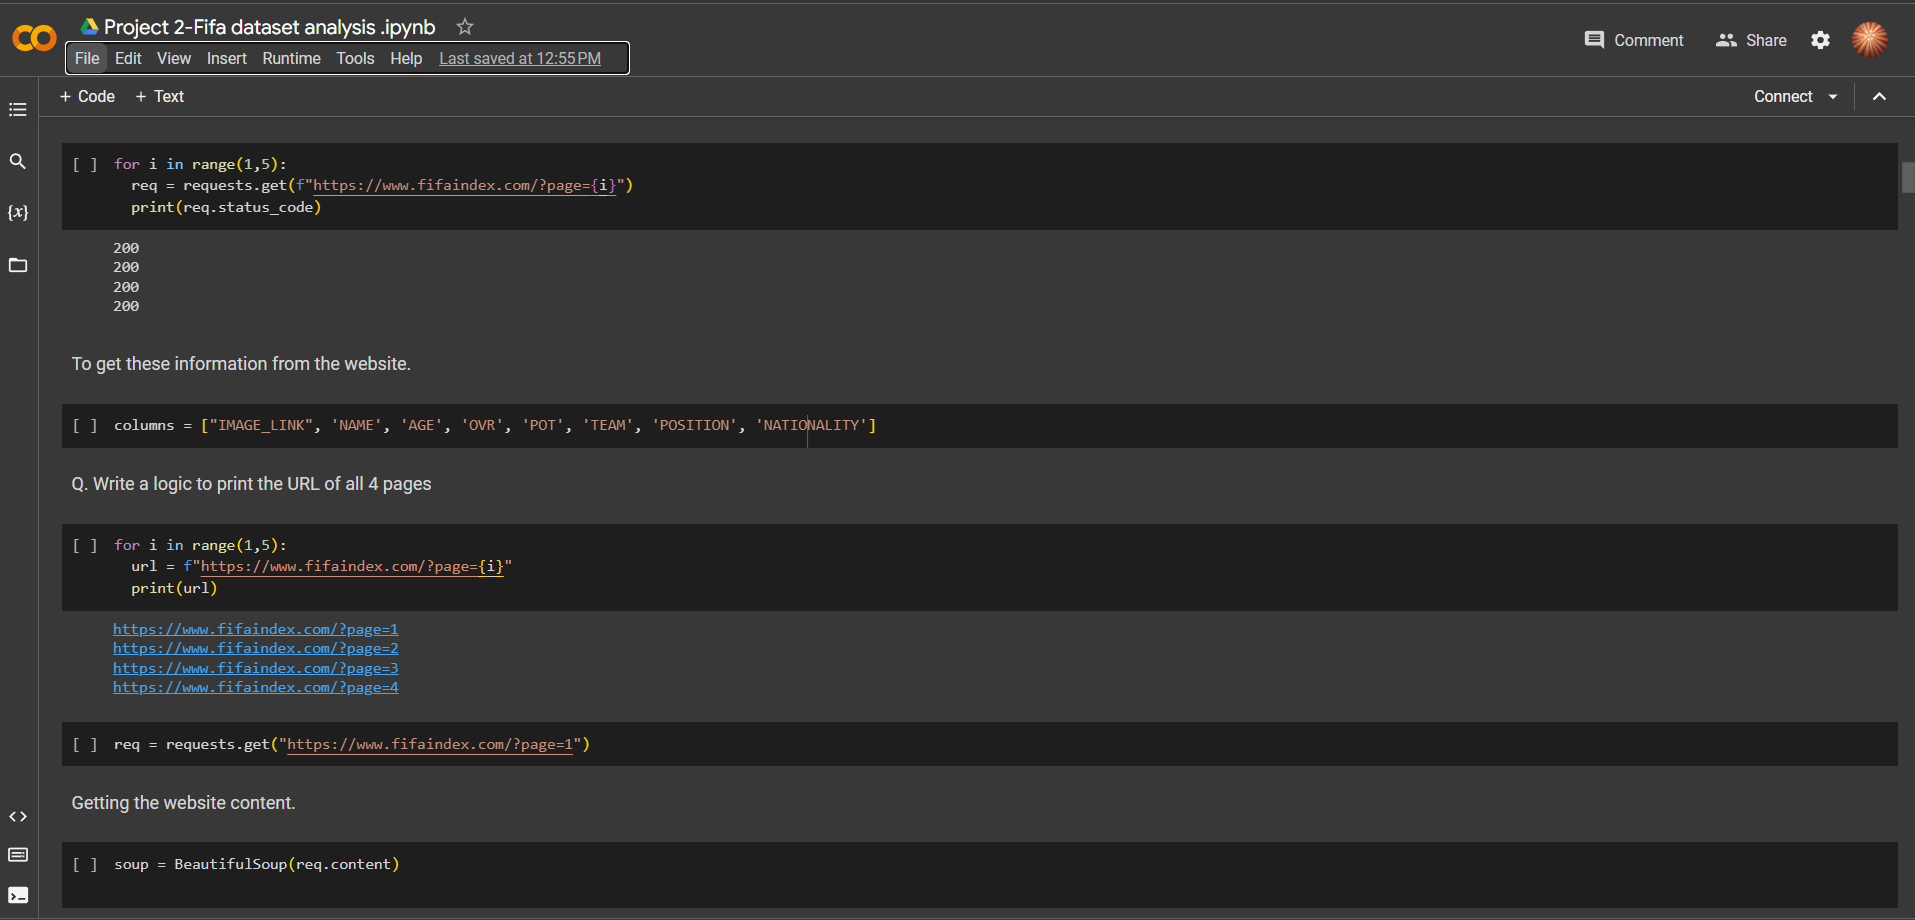 Project 2-Fifa dataset analysis .ipynb
File Edit View Insert Runtime Tools Help Last saved at 12:55 PM
Comment Share
+ Code + Text
Connect
{x}
[ ] for i in range(1,5):
req = requests.get(f"https://www.fifaindex.com/?page={i}")
print(req.status_code)
200
200
200
200
To get these information from the website.
[ ] columns = ["IMAGE_LINK", 'NAME', 'AGE', 'OVR', 'POT', 'TEAM', 'POSITION', 'NATIONALITY']
Q. Write a logic to print the URL of all 4 pages
[ ] for i in range(1,5):
url = f"https://www.fifaindex.com/?page={i}"
print(url)
https://www.fifaindex.com/?page=1
https://www.fifaindex.com/?page=2
https://www.fifaindex.com/?page=3
https://www.fifaindex.com/?page=4
[ ] req = requests.get("https://www.fifaindex.com/?page=1")
Getting the website content.
[ ] soup = BeautifulSoup(req.content)